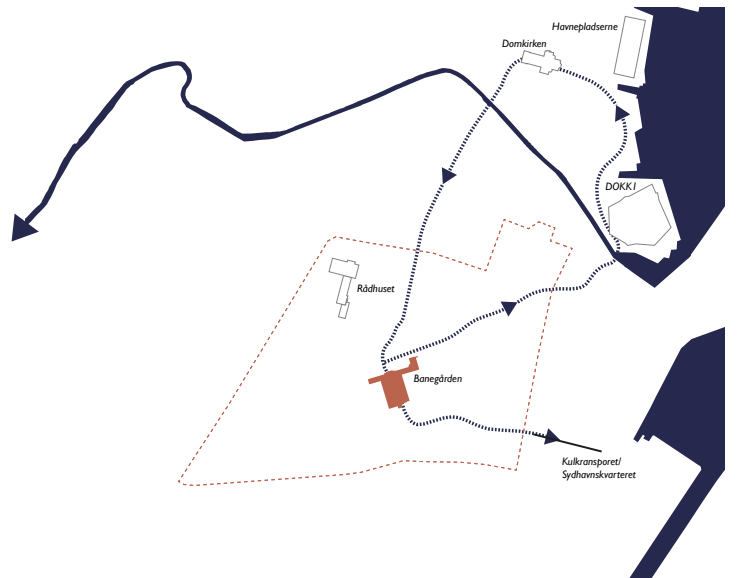 Havnepladserne
Domkirken
DOKK1
Rådhuset
Banegården
Kulkransporet/
Sydhavnskvarteret